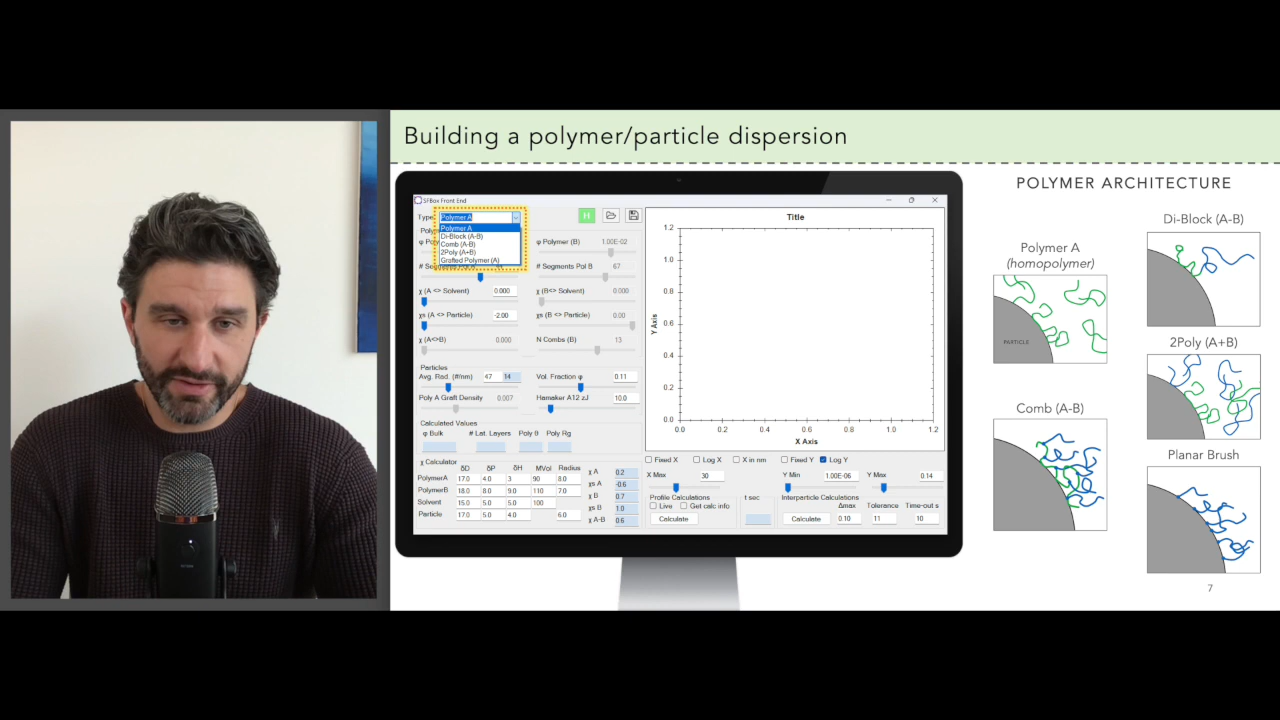 Building a polymer/particle dispersion
SFBox Front End
Type
Polymer A
Polymer A
Di-Block (A-B)
Comb (A-B)
2Poly (A+B)
Grafted Polymer (A)
H
φ Polymer (B) 1.00E-02
# Segments Pol B 67
χ (A <> Solvent) 0.000
χ (B<> Solvent) 0.000
χs (A <> Particle) -2.00
χs (B <> Particle) 0.00
χ (A<>B) 0.000
N Combs (B) 13
Particles
Avg. Rad. (#/nm) 47 14
Vol. Fraction φ 0.11
Poly A Graft Density 0.007
Hamaker A12 zJ 10.0
Calculated Values
φ Bulk # Lat. Layers Poly θ Poly Rg
χ Calculator
δD δP δH MVol Radius
PolymerA 17.0 4.0 3 90 8.0
PolymerB 18.0 8.0 9.0 110 7.0
Solvent 15.0 5.0 5.0 100
Particle 17.0 5.0 4.0 6.0
χ A 0.2
χs A -0.6
χ B 0.7
χs B 1.0
χ A-B 0.6
Title
1.2
1.0
0.8
0.6
0.4
0.2
0.0
Y Axis
0.0 0.2 0.4 0.6 0.8 1.0 1.2
X Axis
Fixed X Log X X in nm Fixed Y Log Y
X Max 30 Y Min 1.00E-06 Y Max 0.14
Profile Calculations
Live Get calc info
Calculate
t sec
Interparticle Calculations
Δmax Tolerance Time-out s
Calculate 0.10 11 10
POLYMER ARCHITECTURE
Polymer A
(homopolymer)
PARTICLE
Di-Block (A-B)
2Poly (A+B)
Comb (A-B)
Planar Brush
7